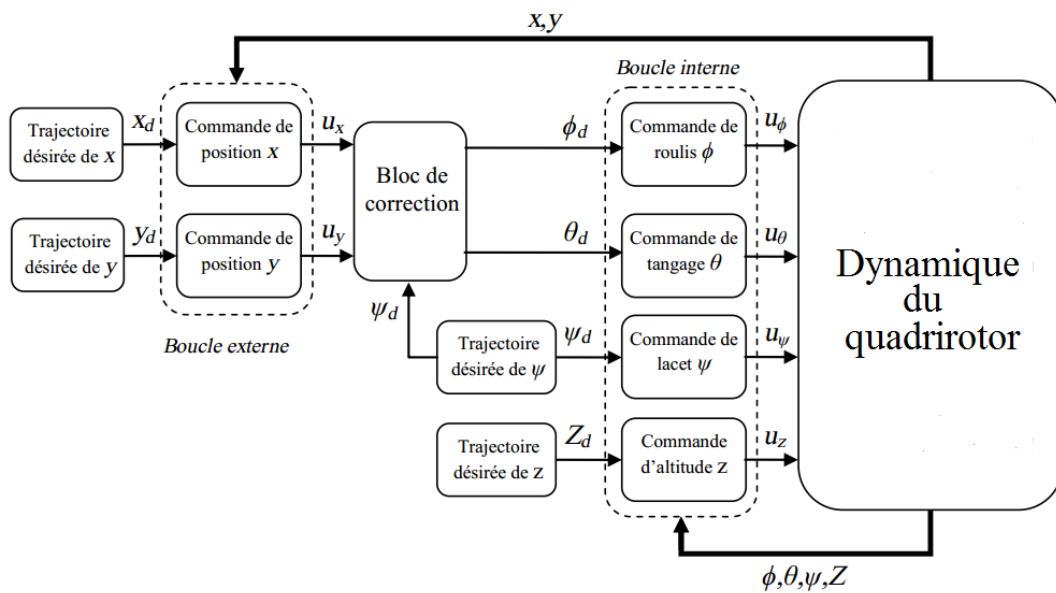 x,y
Boucle interne
Trajectoire
désirée de x
x_d
Commande de
position x
u_x
Bloc de
correction
ϕ_d
Commande de
roulis ϕ
u_ϕ
Trajectoire
désirée de y
y_d
Commande de
position y
u_y
θ_d
Commande de
tangage θ
u_θ
Dynamique
du
quadrirotor
Boucle externe
ψ_d
Trajectoire
désirée de ψ
ψ_d
Commande de
lacet ψ
u_ψ
Trajectoire
désirée de z
Z_d
Commande
d'altitude z
u_z
ϕ,θ,ψ,Z